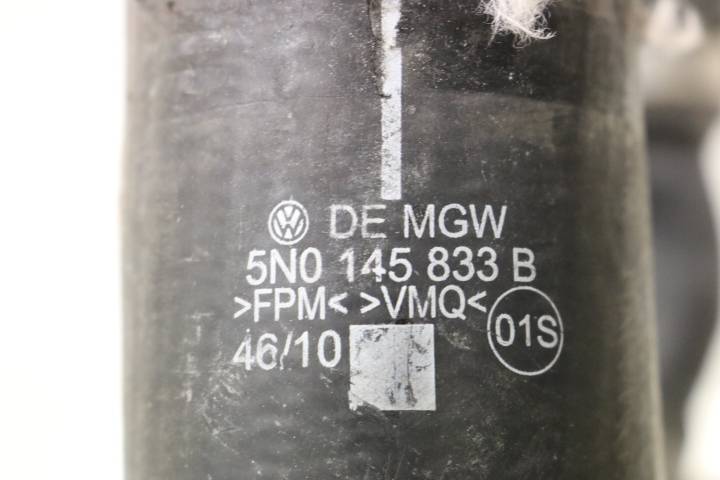 DE MGW
5N0 145 833 B
>FPM< >VMQ<
46/10 01S